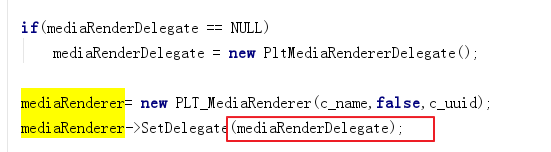 if(mediaRenderDelegate == NULL)
mediaRenderDelegate = new PltMediaRendererDelegate();
mediaRenderer= new PLT_MediaRenderer(c_name,false,c_uuid);
mediaRenderer->SetDelegate(mediaRenderDelegate);